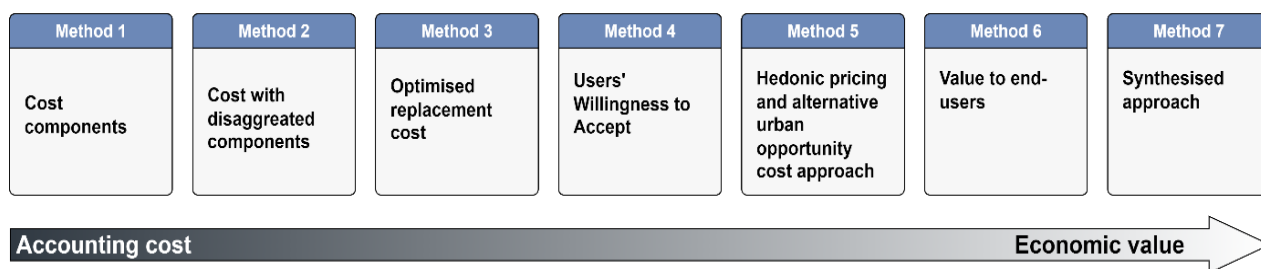 Method 1
Method 2
Method 3
Method 4
Method 5
Method 6
Method 7
Cost
components
Cost with
disaggreated
components
Optimised
replacement
cost
Users'
Willingness to
Accept
Hedonic pricing
and alternative
urban
opportunity
cost approach
Value to end-
users
Synthesised
approach
Accounting cost
Economic value